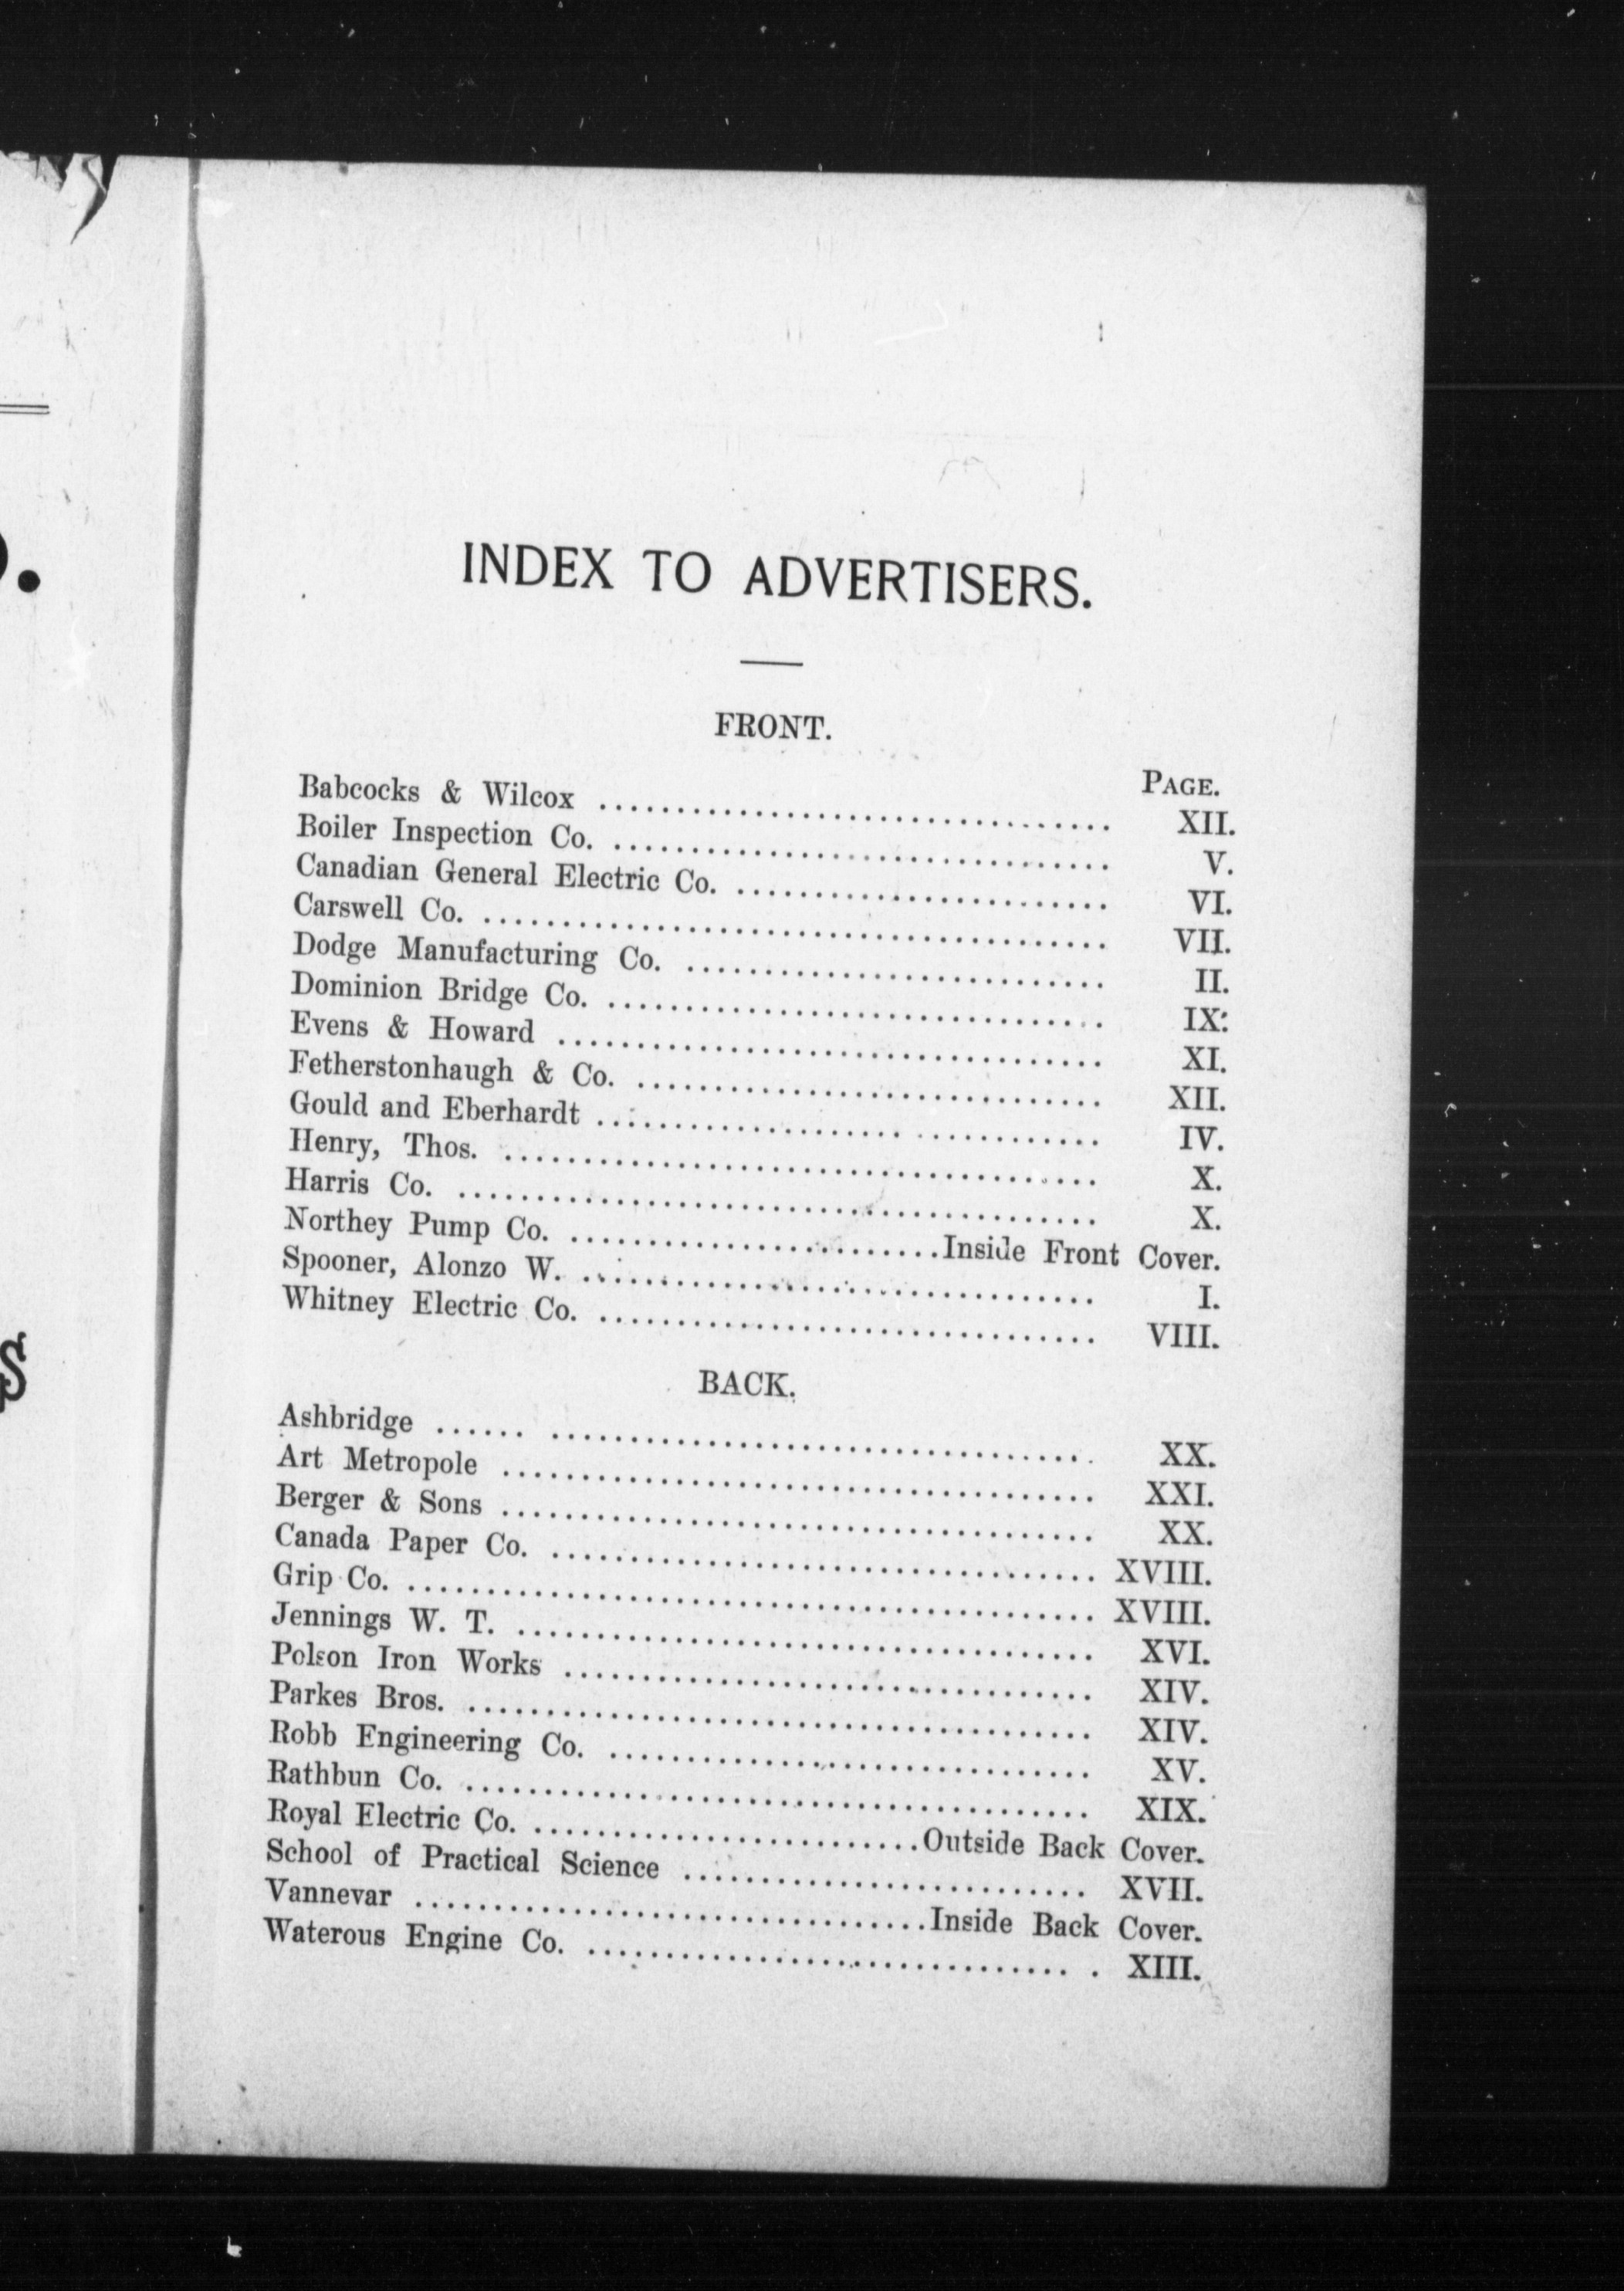 INDEX TO ADVERTISERS.
FRONT.
PAGE.
Babcocks & Wilcox ........ XII.
Boiler Inspection Co. ........ V.
Canadian General Electric Co. ........ VI.
Carswell Co. ........ VII.
Dodge Manufacturing Co. ........ II.
Dominion Bridge Co. ........ IX.
Evens & Howard ........ XI.
Fetherstonhaugh & Co. ........ XII.
Gould and Eberhardt ........ IV.
Henry, Thos. ........ X.
Harris Co. ........ X.
Northey Pump Co. ........ Inside Front Cover.
Spooner, Alonzo W. ........ I.
Whitney Electric Co. ........ VIII.
BACK.
Ashbridge ........ XX.
Art Metropole ........ XXI.
Berger & Sons ........ XX.
Canada Paper Co. ........ XVIII.
Grip Co. ........ XVIII.
Jennings W. T. ........ XVI.
Polson Iron Works ........ XIV.
Parkes Bros. ........ XIV.
Robb Engineering Co. ........ XV.
Rathbun Co. ........ XIX.
Royal Electric Co. ........ Outside Back Cover.
School of Practical Science ........ XVII.
Vannevar ........ Inside Back Cover.
Waterous Engine Co. ........ XIII.